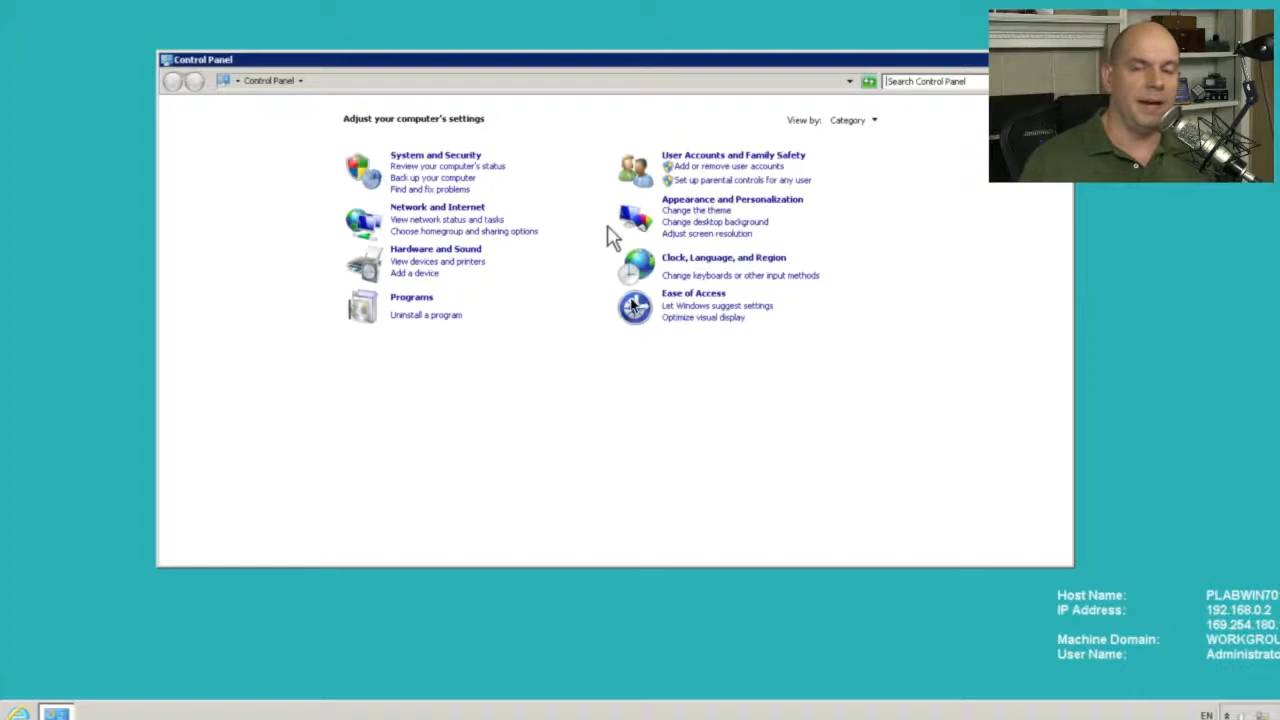 Control Panel
Control Panel
Search Control Panel
Adjust your computer's settings
View by: Category
System and Security
Review your computer's status
Back up your computer
Find and fix problems
Network and Internet
View network status and tasks
Choose homegroup and sharing options
Hardware and Sound
View devices and printers
Add a device
Programs
Uninstall a program
User Accounts and Family Safety
Add or remove user accounts
Set up parental controls for any user
Appearance and Personalization
Change the theme
Change desktop background
Adjust screen resolution
Clock, Language, and Region
Change keyboards or other input methods
Ease of Access
Let Windows suggest settings
Optimize visual display
Host Name: PLABWIN70
IP Address: 192.168.0.2
169.254.180.
Machine Domain: WORKGROU
User Name: Administrato
EN